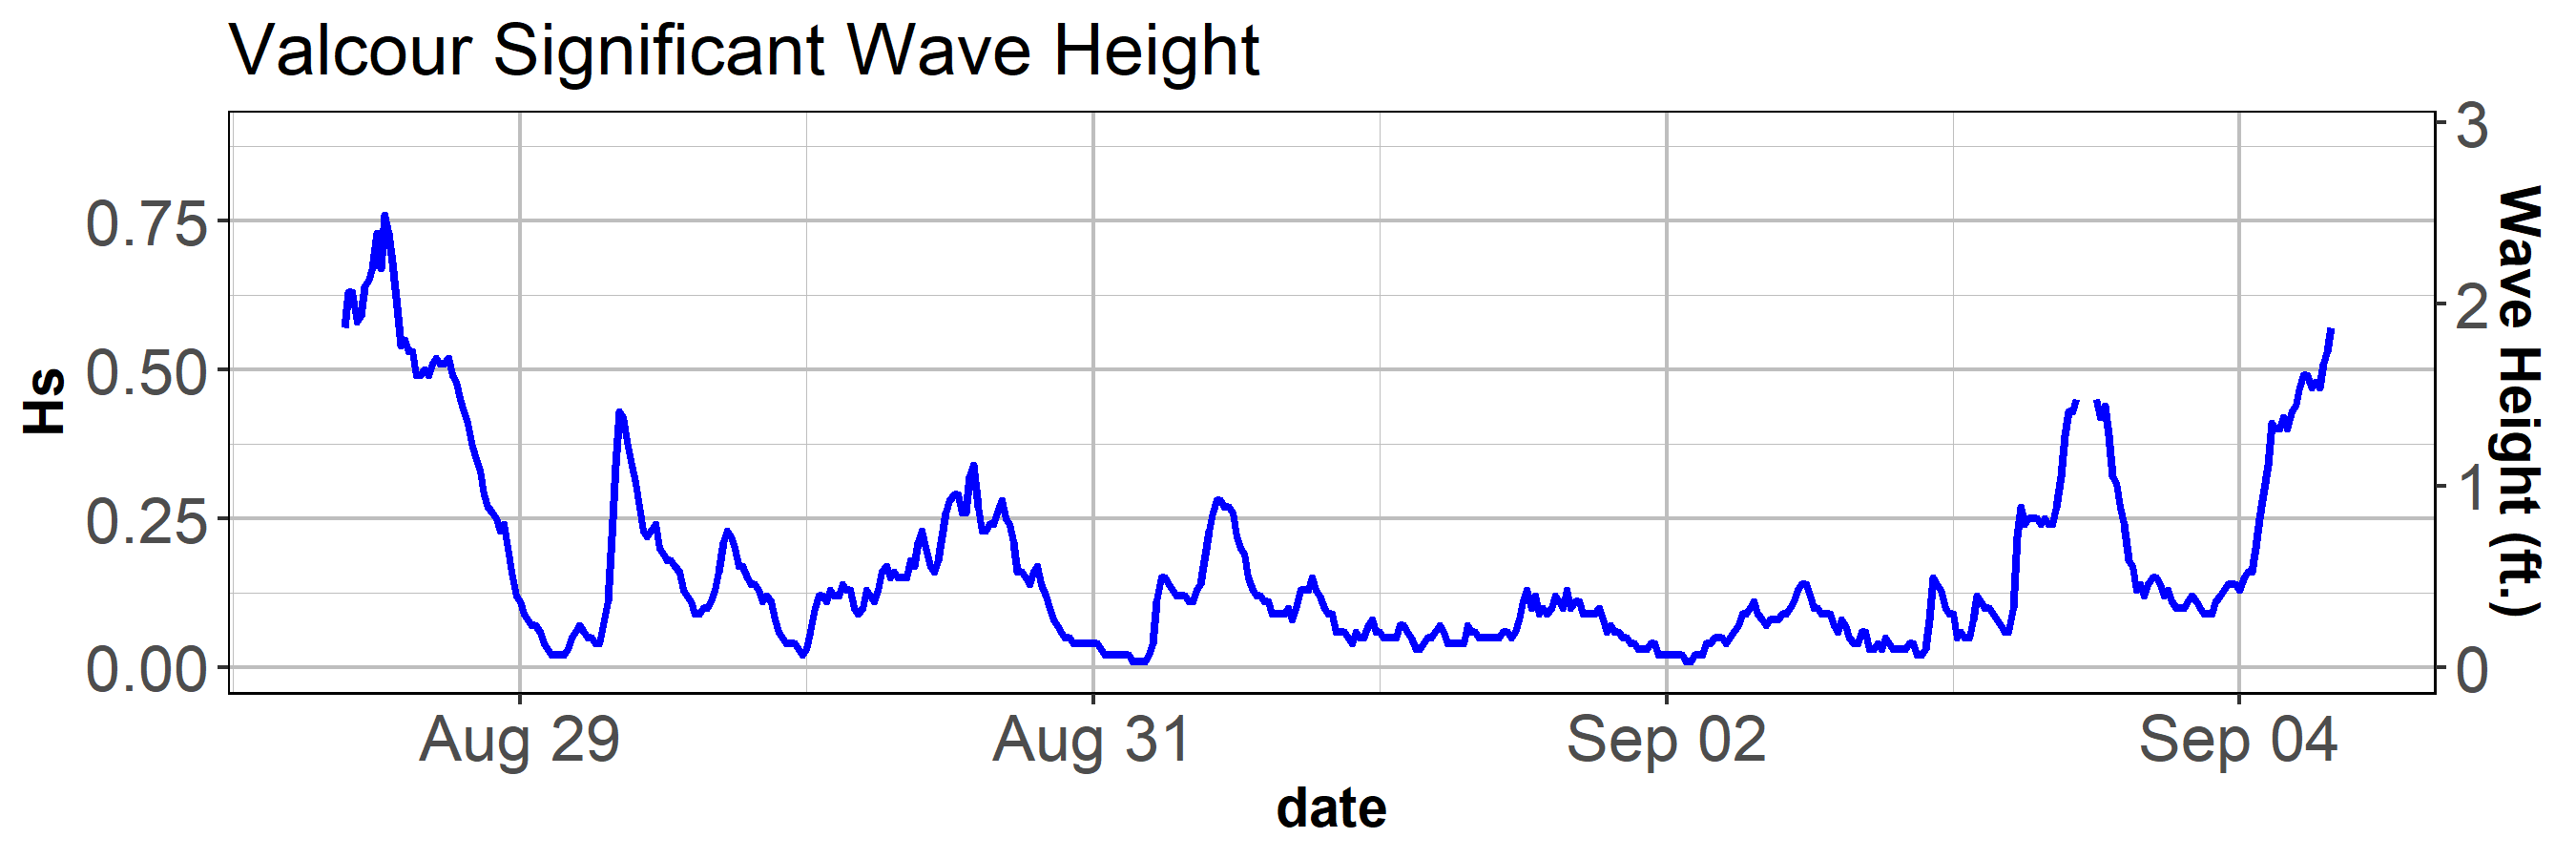 Valcour Significant Wave Height
Hs
0.75
0.50
0.25
0.00
3
2
1
0
Wave Height (ft.)
Aug 29
Aug 31
Sep 02
Sep 04
date